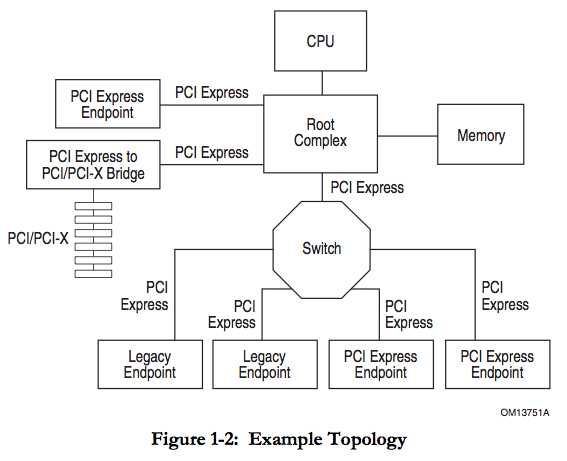 CPU
PCI Express
Endpoint
PCI Express
Root
Complex
Memory
PCI Express to
PCI/PCI-X Bridge
PCI Express
PCI Express
PCI/PCI-X
Switch
PCI
Express
PCI
Express
PCI
Express
PCI
Express
Legacy
Endpoint
Legacy
Endpoint
PCI Express
Endpoint
PCI Express
Endpoint
OM13751A
Figure 1-2: Example Topology